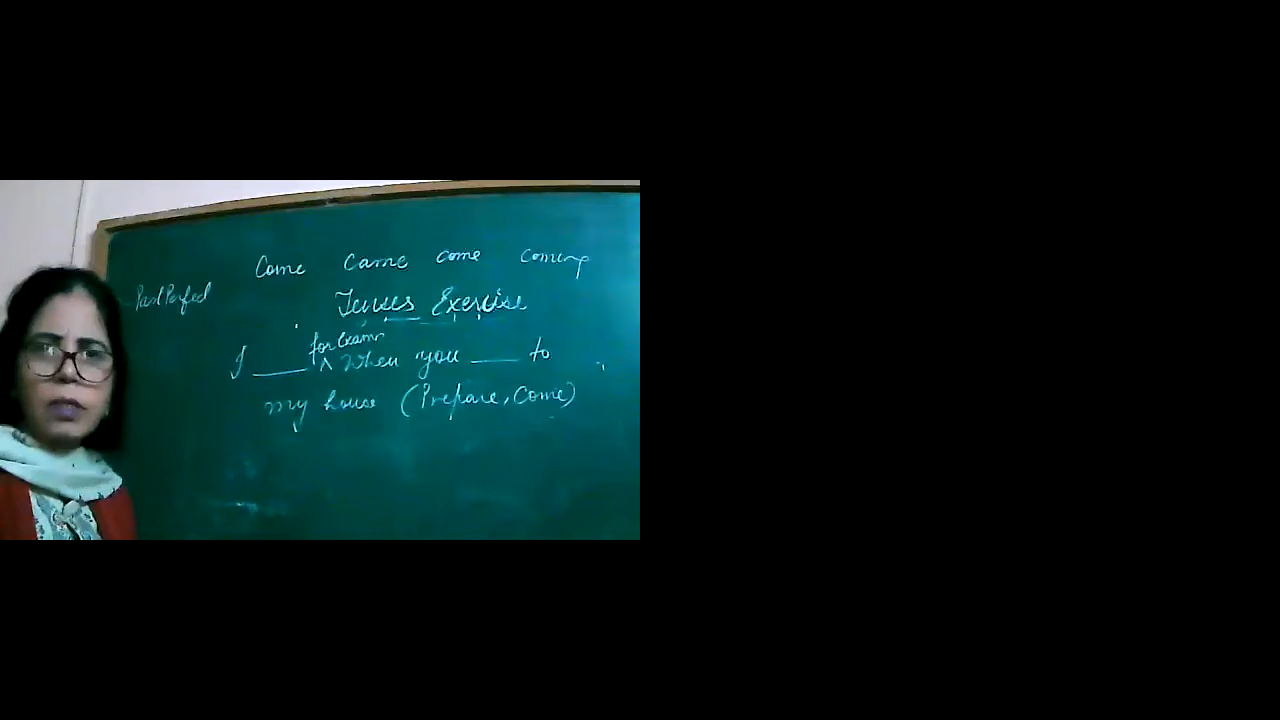 Come came come coming
Past Perfect
Tenses Exercise
for Exams
I ____ ^ When you ____ to
my house (Prepare, Come)